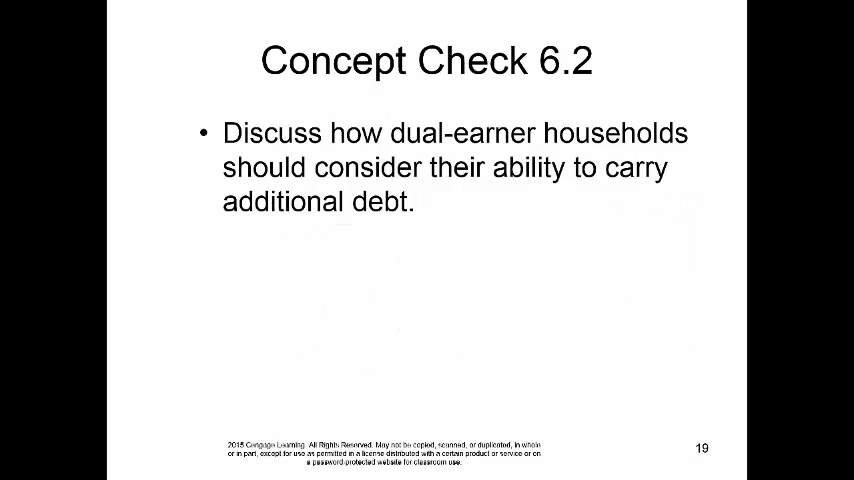 Concept Check 6.2
• Discuss how dual-earner households
should consider their ability to carry
additional debt.
2015 Cengage Learning. All Rights Reserved. May not be copied, scanned, or duplicated, in whole
or in part, except for use as permitted in a license distributed with a certain product or service or on
a password-protected website for classroom use.
19